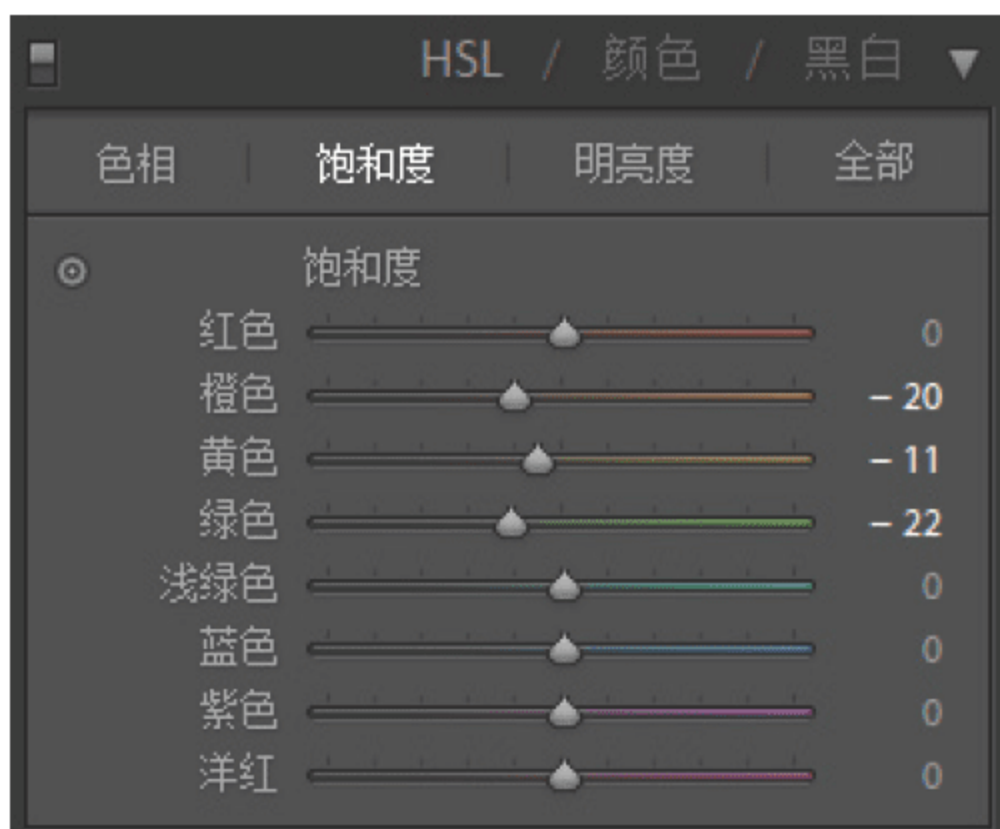 HSL / 颜色 / 黑白
色相 饱和度 明亮度 全部
饱和度
红色 0
橙色 – 20
黄色 – 11
绿色 – 22
浅绿色 0
蓝色 0
紫色 0
洋红 0